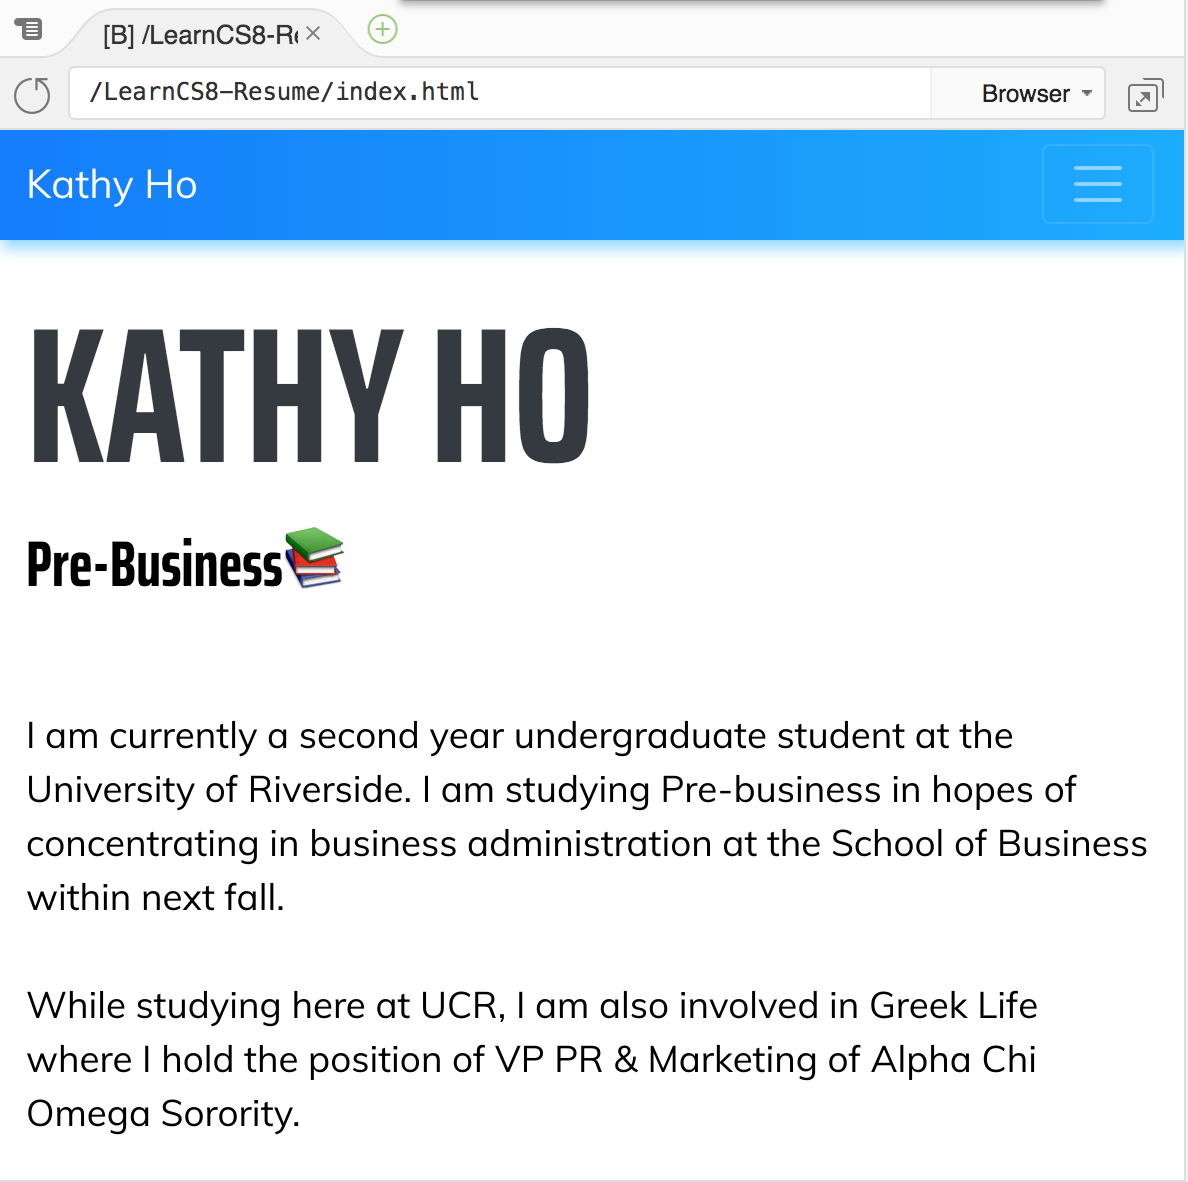 [B] /LearnCS8-Re
/LearnCS8-Resume/index.html
Browser
Kathy Ho
KATHY HO
Pre-Business
I am currently a second year undergraduate student at the
University of Riverside. I am studying Pre-business in hopes of
concentrating in business administration at the School of Business
within next fall.
While studying here at UCR, I am also involved in Greek Life
where I hold the position of VP PR & Marketing of Alpha Chi
Omega Sorority.